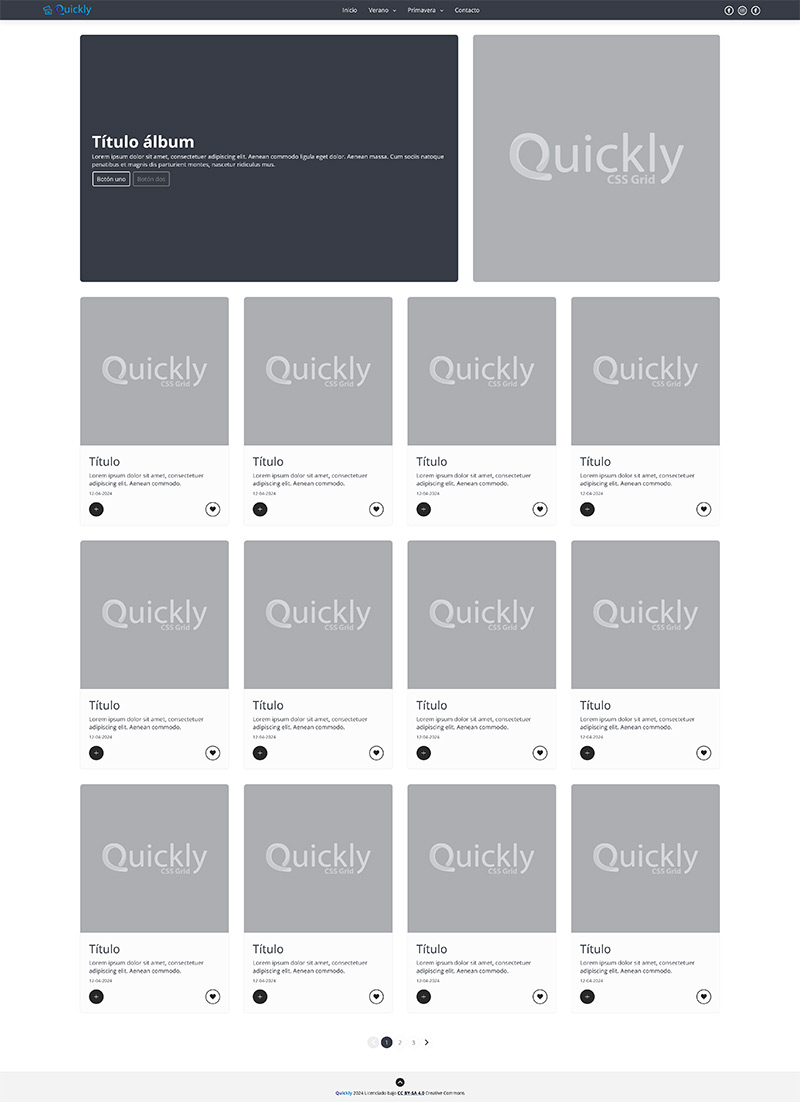 Quickly
Inicio Verano Primavera Contacto
Título álbum
Lorem ipsum dolor sit amet, consectetuer adipiscing elit. Aenean commodo ligula eget dolor. Aenean massa. Cum sociis natoque
penatibus et magnis dis parturient montes, nascetur ridiculus mus.
Botón uno Botón dos
Quickly
CSS Grid
Quickly Quickly Quickly Quickly
CSS Grid CSS Grid CSS Grid CSS Grid
Título Título Título Título
Lorem ipsum dolor sit amet, consectetuer Lorem ipsum dolor sit amet, consectetuer Lorem ipsum dolor sit amet, consectetuer Lorem ipsum dolor sit amet, consectetuer
adipiscing elit. Aenean commodo. adipiscing elit. Aenean commodo. adipiscing elit. Aenean commodo. adipiscing elit. Aenean commodo.
12-04-2024 12-04-2024 12-04-2024 12-04-2024
Quickly Quickly Quickly Quickly
CSS Grid CSS Grid CSS Grid CSS Grid
Título Título Título Título
Lorem ipsum dolor sit amet, consectetuer Lorem ipsum dolor sit amet, consectetuer Lorem ipsum dolor sit amet, consectetuer Lorem ipsum dolor sit amet, consectetuer
adipiscing elit. Aenean commodo. adipiscing elit. Aenean commodo. adipiscing elit. Aenean commodo. adipiscing elit. Aenean commodo.
12-04-2024 12-04-2024 12-04-2024 12-04-2024
Quickly Quickly Quickly Quickly
CSS Grid CSS Grid CSS Grid CSS Grid
Título Título Título Título
Lorem ipsum dolor sit amet, consectetuer Lorem ipsum dolor sit amet, consectetuer Lorem ipsum dolor sit amet, consectetuer Lorem ipsum dolor sit amet, consectetuer
adipiscing elit. Aenean commodo. adipiscing elit. Aenean commodo. adipiscing elit. Aenean commodo. adipiscing elit. Aenean commodo.
12-04-2024 12-04-2024 12-04-2024 12-04-2024
1 2 3
Quickly 2024 Licenciado bajo CC BY-SA 4.0 Creative Commons.